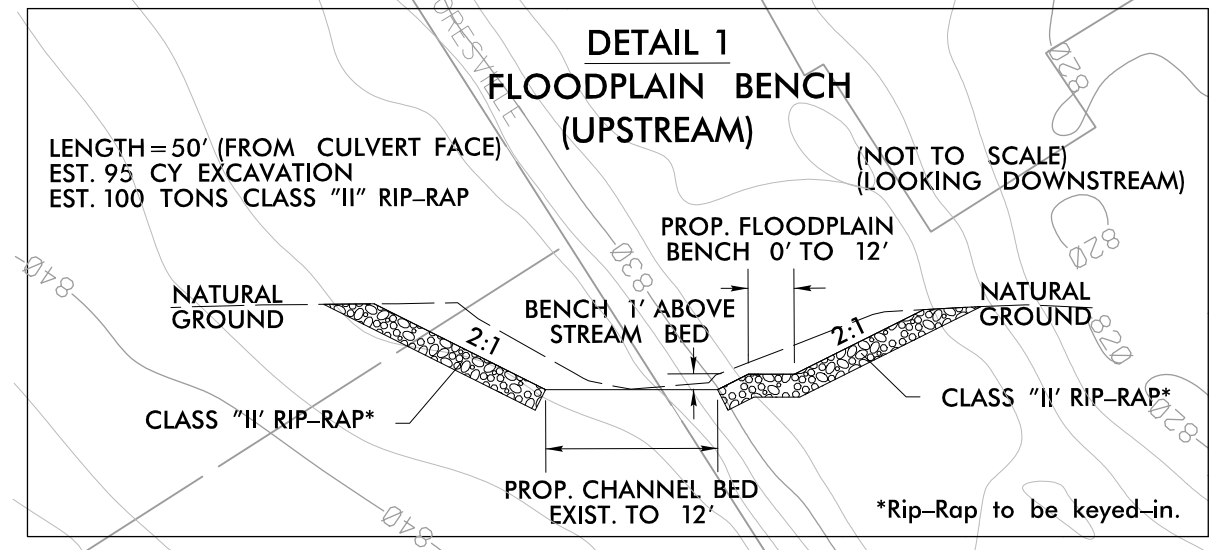 DETAIL 1
FLOODPLAIN BENCH
(UPSTREAM)
LENGTH=50' (FROM CULVERT FACE)
EST. 95 CY EXCAVATION
EST. 100 TONS CLASS "II" RIP-RAP
(NOT TO SCALE)
(LOOKING DOWNSTREAM)
PROP. FLOODPLAIN
BENCH 0' TO 12'
NATURAL
GROUND
BENCH 1' ABOVE
STREAM BED
NATURAL
GROUND
2:1
2:1
CLASS "II' RIP-RAP*
CLASS "II' RIP-RAP*
PROP. CHANNEL BED
EXIST. TO 12'
*Rip-Rap to be keyed-in.
ORESVILLE
820
820
820
820
830
840
840